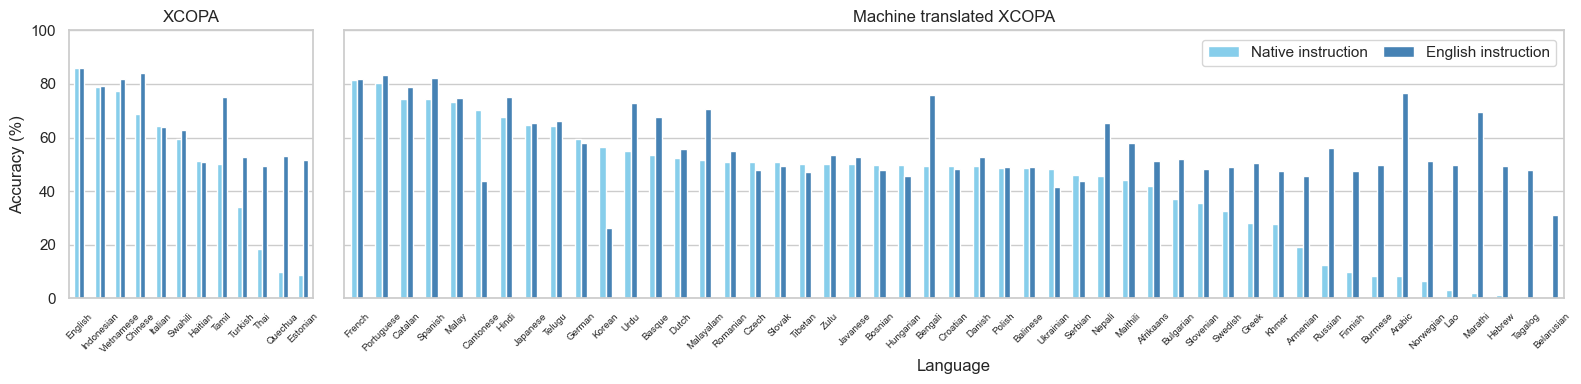 XCOPA
Machine translated XCOPA
Native instruction
English instruction
Accuracy (%)
100
80
60
40
20
0
English
Indonesian
Vietnamese
Chinese
Italian
Swahili
Haitian
Tamil
Turkish
Thai
Quechua
Estonian
French
Portuguese
Catalan
Spanish
Malay
Cantonese
Hindi
Japanese
Telugu
German
Korean
Urdu
Basque
Dutch
Malayalam
Romanian
Czech
Slovak
Tibetan
Zulu
Javanese
Bosnian
Hungarian
Bengali
Croatian
Danish
Polish
Balinese
Ukrainian
Serbian
Nepali
Maithili
Afrikaans
Bulgarian
Slovenian
Swedish
Greek
Khmer
Armenian
Russian
Finnish
Burmese
Arabic
Norwegian
Lao
Marathi
Hebrew
Tagalog
Belarusian
Language